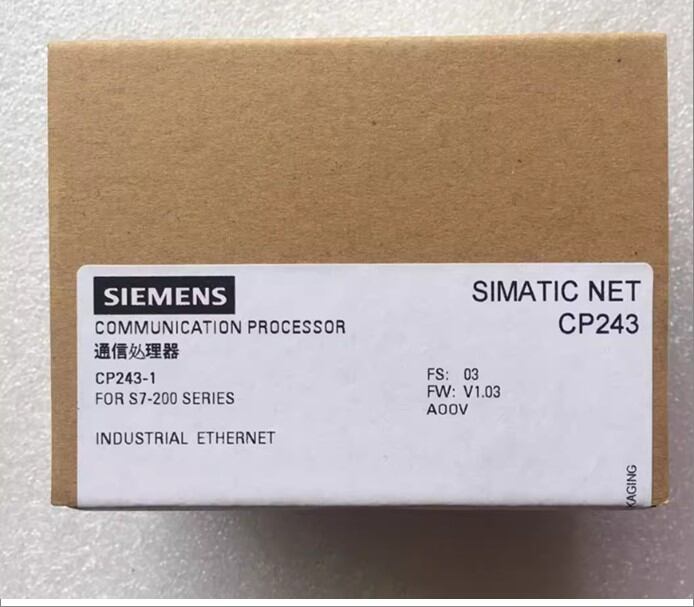 SIEMENS
SIMATIC NET
CP243
COMMUNICATION PROCESSOR
通信处理器
CP243-1
FOR S7-200 SERIES
FS: 03
FW: V1.03
A00V
INDUSTRIAL ETHERNET